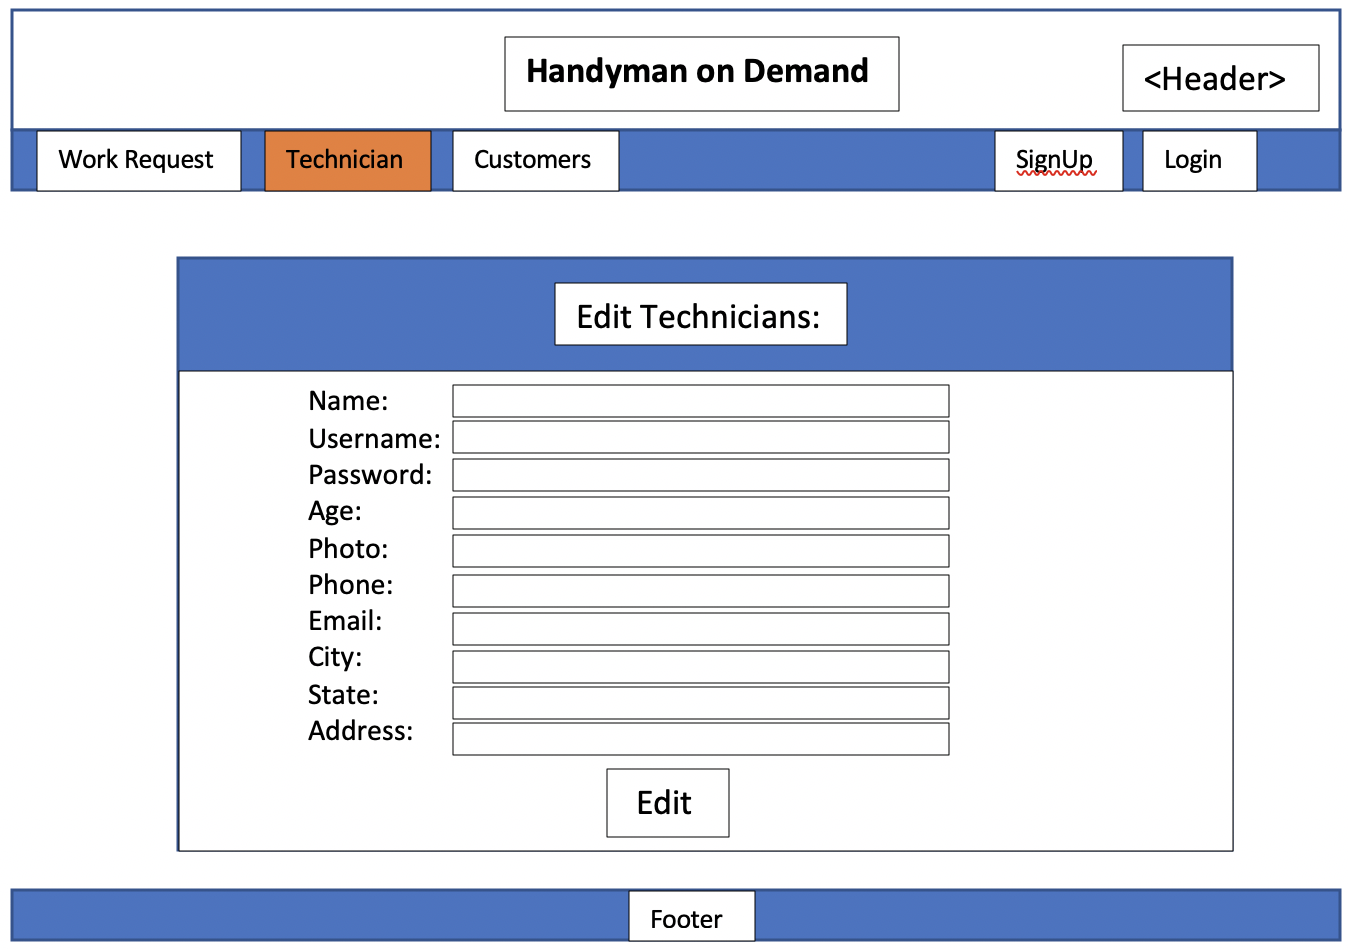 Handyman on Demand
<Header>
Work Request
Technician
Customers
SignUp
Login
Edit Technicians:
Name:
Username:
Password:
Age:
Photo:
Phone:
Email:
City:
State:
Address:
Edit
Footer